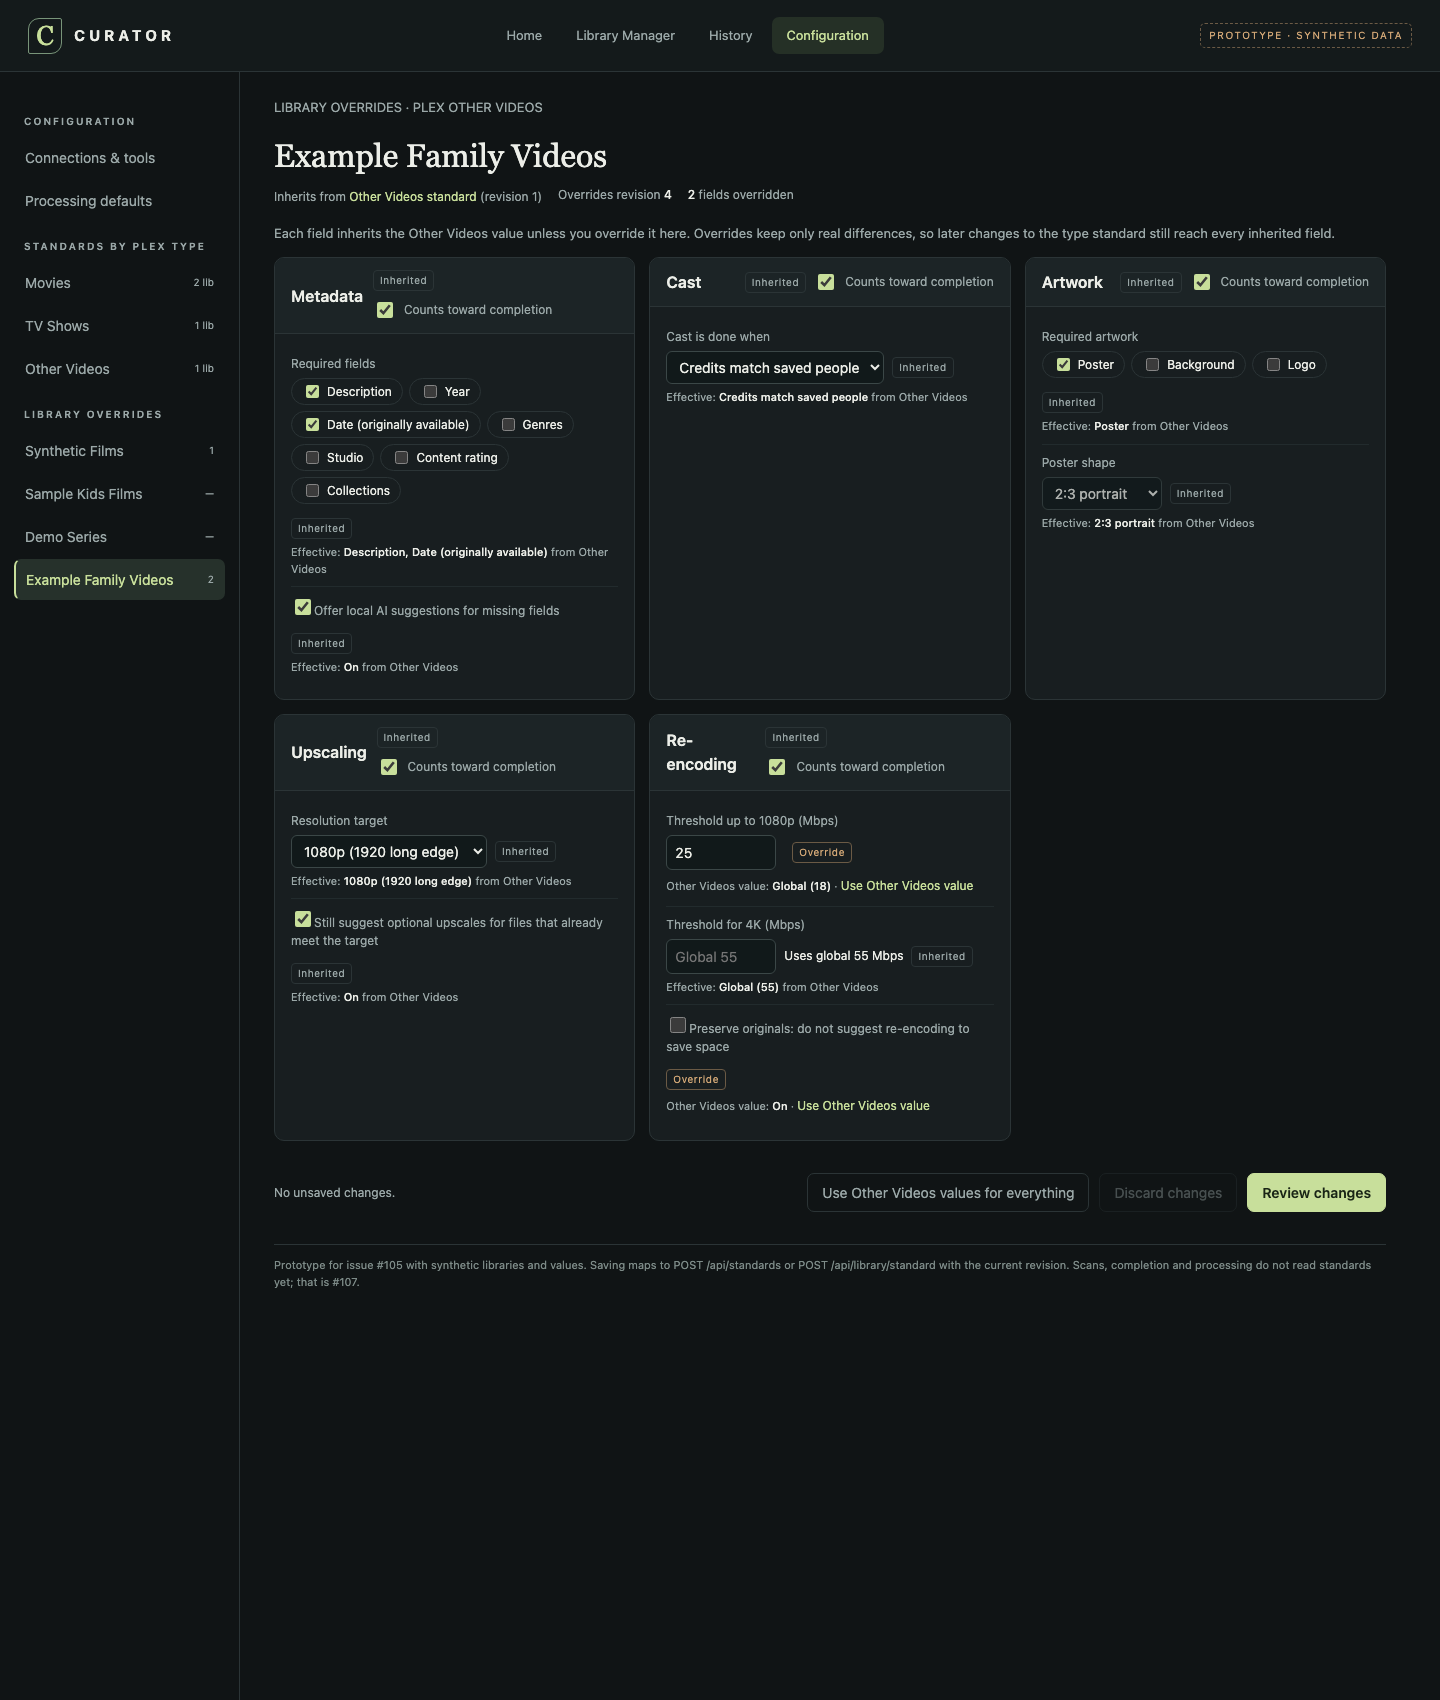 C CURATOR
Home
Library Manager
History
Configuration
PROTOTYPE · SYNTHETIC DATA
CONFIGURATION
Connections & tools
Processing defaults
STANDARDS BY PLEX TYPE
Movies 2 lib
TV Shows 1 lib
Other Videos 1 lib
LIBRARY OVERRIDES
Synthetic Films 1
Sample Kids Films –
Demo Series –
Example Family Videos 2
LIBRARY OVERRIDES · PLEX OTHER VIDEOS
Example Family Videos
Inherits from Other Videos standard (revision 1) Overrides revision 4 2 fields overridden
Each field inherits the Other Videos value unless you override it here. Overrides keep only real differences, so later changes to the type standard still reach every inherited field.
Metadata
Inherited
Counts toward completion
Required fields
Description Year
Date (originally available) Genres
Studio Content rating
Collections
Inherited
Effective: Description, Date (originally available) from Other
Videos
Offer local AI suggestions for missing fields
Inherited
Effective: On from Other Videos
Cast Inherited Counts toward completion
Cast is done when
Credits match saved people Inherited
Effective: Credits match saved people from Other Videos
Artwork Inherited Counts toward completion
Required artwork
Poster Background Logo
Inherited
Effective: Poster from Other Videos
Poster shape
2:3 portrait Inherited
Effective: 2:3 portrait from Other Videos
Upscaling
Inherited
Counts toward completion
Resolution target
1080p (1920 long edge) Inherited
Effective: 1080p (1920 long edge) from Other Videos
Still suggest optional upscales for files that already
meet the target
Inherited
Effective: On from Other Videos
Re-
encoding
Inherited
Counts toward completion
Threshold up to 1080p (Mbps)
25 Override
Other Videos value: Global (18) · Use Other Videos value
Threshold for 4K (Mbps)
Global 55 Uses global 55 Mbps Inherited
Effective: Global (55) from Other Videos
Preserve originals: do not suggest re-encoding to
save space
Override
Other Videos value: On · Use Other Videos value
No unsaved changes.
Use Other Videos values for everything
Discard changes
Review changes
Prototype for issue #105 with synthetic libraries and values. Saving maps to POST /api/standards or POST /api/library/standard with the current revision. Scans, completion and processing do not read standards
yet; that is #107.